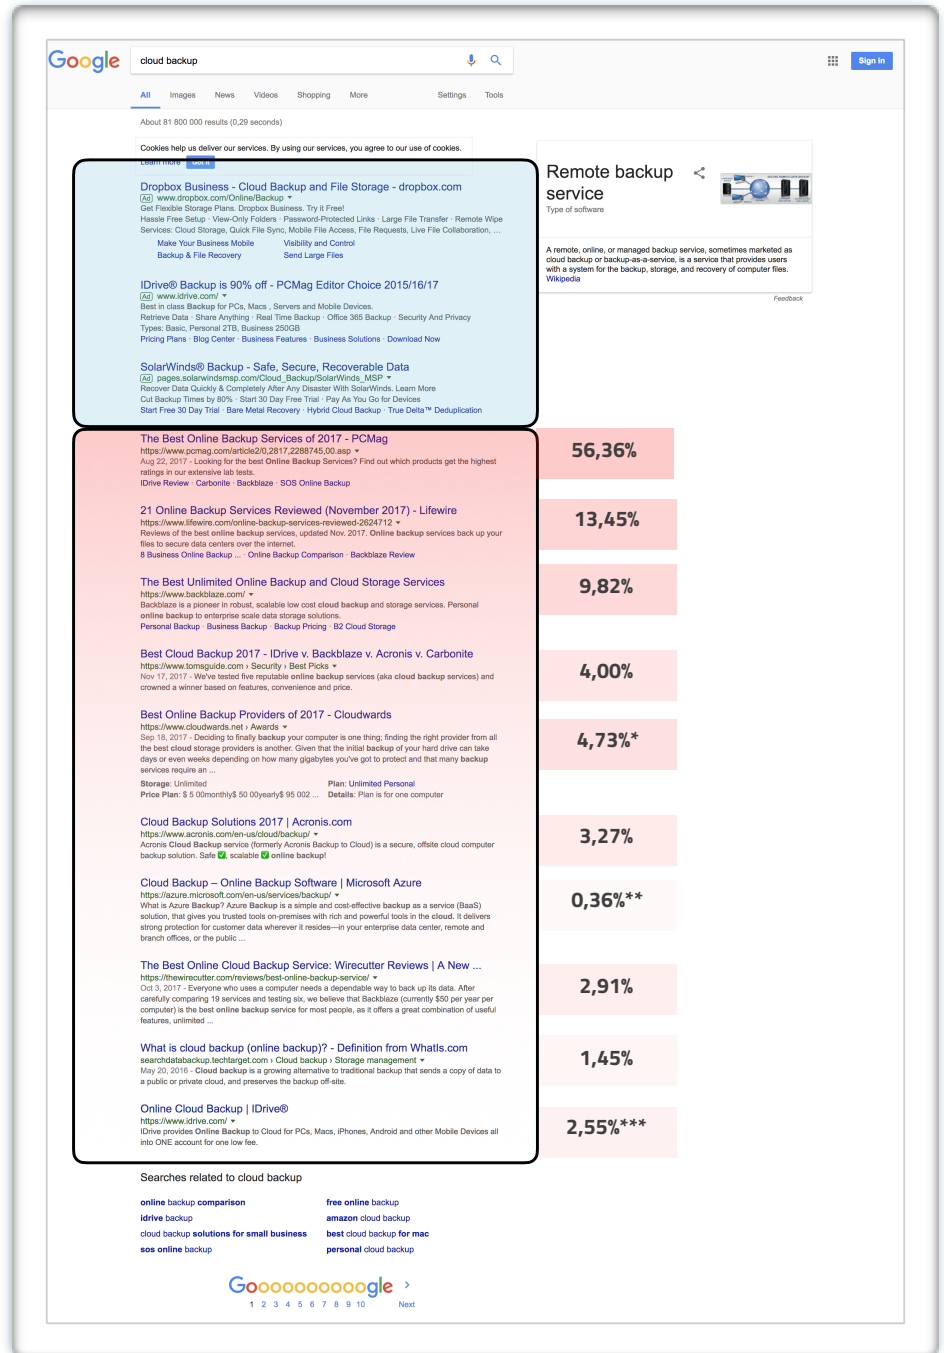 Google
cloud backup
Sign in
All Images News Videos Shopping More Settings Tools
About 81 800 000 results (0,29 seconds)
Cookies help us deliver our services. By using our services, you agree to our use of cookies.
Learn more Got it
Dropbox Business - Cloud Backup and File Storage - dropbox.com
Ad www.dropbox.com/Online/Backup
Get Flexible Storage Plans. Dropbox Business. Try it Free!
Hassle Free Setup · View-Only Folders · Password-Protected Links · Large File Transfer · Remote Wipe
Services: Cloud Storage, Quick File Sync, Mobile File Access, File Requests, Live File Collaboration, ...
Make Your Business Mobile Visibility and Control
Backup & File Recovery Send Large Files
IDrive® Backup is 90% off - PCMag Editor Choice 2015/16/17
Ad www.idrive.com/
Best in class Backup for PCs, Macs , Servers and Mobile Devices.
Retrieve Data · Share Anything · Real Time Backup · Office 365 Backup · Security And Privacy
Types: Basic, Personal 2TB, Business 250GB
Pricing Plans · Blog Center · Business Features · Business Solutions · Download Now
SolarWinds® Backup - Safe, Secure, Recoverable Data
Ad pages.solarwindsmsp.com/Cloud_Backup/SolarWinds_MSP
Recover Data Quickly & Completely After Any Disaster With SolarWinds. Learn More
Cut Backup Times by 80% · Start 30 Day Free Trial · Pay As You Go for Devices
Start Free 30 Day Trial · Bare Metal Recovery · Hybrid Cloud Backup · True Delta™ Deduplication
Remote backup
service
Type of software
A remote, online, or managed backup service, sometimes marketed as
cloud backup or backup-as-a-service, is a service that provides users
with a system for the backup, storage, and recovery of computer files.
Wikipedia
Feedback
The Best Online Backup Services of 2017 - PCMag
https://www.pcmag.com/article2/0,2817,2288745,00.asp
Aug 22, 2017 - Looking for the best Online Backup Services? Find out which products get the highest
ratings in our extensive lab tests.
IDrive Review · Carbonite · Backblaze · SOS Online Backup
56,36%
21 Online Backup Services Reviewed (November 2017) - Lifewire
https://www.lifewire.com/online-backup-services-reviewed-2624712
Reviews of the best online backup services, updated Nov. 2017. Online backup services back up your
files to secure data centers over the internet.
8 Business Online Backup ... · Online Backup Comparison · Backblaze Review
13,45%
The Best Unlimited Online Backup and Cloud Storage Services
https://www.backblaze.com/
Backblaze is a pioneer in robust, scalable low cost cloud backup and storage services. Personal
online backup to enterprise scale data storage solutions.
Personal Backup · Business Backup · Backup Pricing · B2 Cloud Storage
9,82%
Best Cloud Backup 2017 - IDrive v. Backblaze v. Acronis v. Carbonite
https://www.tomsguide.com › Security › Best Picks
Nov 17, 2017 - We've tested five reputable online backup services (aka cloud backup services) and
crowned a winner based on features, convenience and price.
4,00%
Best Online Backup Providers of 2017 - Cloudwards
https://www.cloudwards.net › Awards
Sep 18, 2017 - Deciding to finally backup your computer is one thing; finding the right provider from all
the best cloud storage providers is another. Given that the initial backup of your hard drive can take
days or even weeks depending on how many gigabytes you've got to protect and that many backup
services require an ...
Storage: Unlimited Plan: Unlimited Personal
Price Plan: $ 5 00monthly$ 50 00yearly$ 95 002 ... Details: Plan is for one computer
4,73%*
Cloud Backup Solutions 2017 | Acronis.com
https://www.acronis.com/en-us/cloud/backup/
Acronis Cloud Backup service (formerly Acronis Backup to Cloud) is a secure, offsite cloud computer
backup solution. Safe ✅, scalable ✅ online backup!
3,27%
Cloud Backup – Online Backup Software | Microsoft Azure
https://azure.microsoft.com/en-us/services/backup/
What is Azure Backup? Azure Backup is a simple and cost-effective backup as a service (BaaS)
solution, that gives you trusted tools on-premises with rich and powerful tools in the cloud. It delivers
strong protection for customer data wherever it resides—in your enterprise data center, remote and
branch offices, or the public ...
0,36%**
The Best Online Cloud Backup Service: Wirecutter Reviews | A New ...
https://thewirecutter.com/reviews/best-online-backup-service/
Oct 3, 2017 - Everyone who uses a computer needs a dependable way to back up its data. After
carefully comparing 19 services and testing six, we believe that Backblaze (currently $50 per year per
computer) is the best online backup service for most people, as it offers a great combination of useful
features, unlimited ...
2,91%
What is cloud backup (online backup)? - Definition from WhatIs.com
searchdatabackup.techtarget.com › Cloud backup › Storage management
May 20, 2016 - Cloud backup is a growing alternative to traditional backup that sends a copy of data to
a public or private cloud, and preserves the backup off-site.
1,45%
Online Cloud Backup | IDrive®
https://www.idrive.com/
IDrive provides Online Backup to Cloud for PCs, Macs, iPhones, Android and other Mobile Devices all
into ONE account for one low fee.
2,55%***
Searches related to cloud backup
online backup comparison free online backup
idrive backup amazon cloud backup
cloud backup solutions for small business best cloud backup for mac
sos online backup personal cloud backup
Goooooooooogle
1 2 3 4 5 6 7 8 9 10 Next